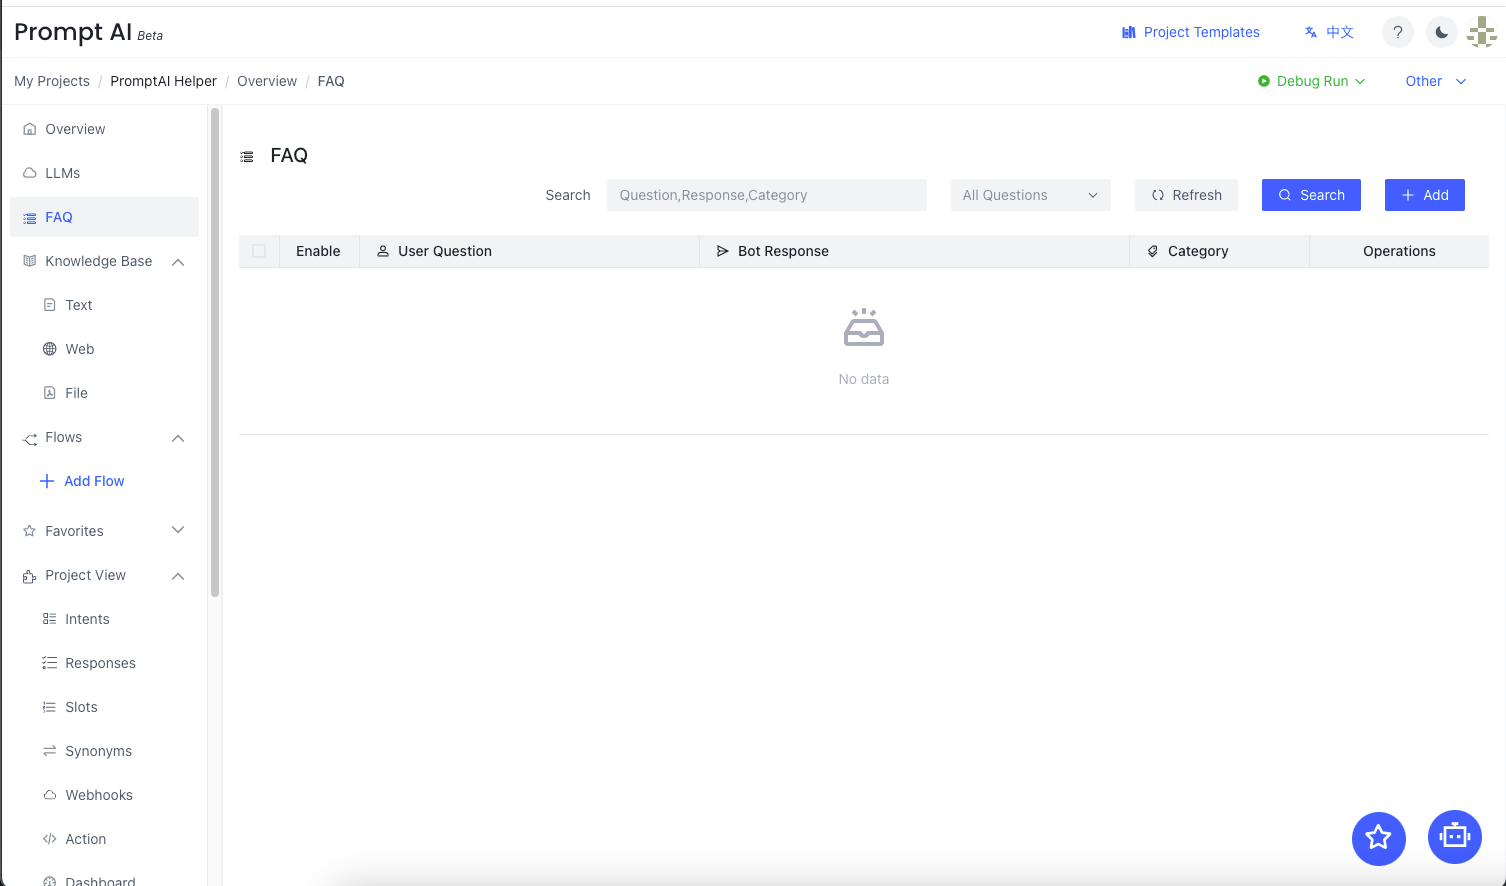 Prompt AI Beta
Project Templates
中文
?
My Projects / PromptAI Helper / Overview / FAQ
Debug Run
Other
Overview
LLMs
FAQ
Knowledge Base
Text
Web
File
Flows
Add Flow
Favorites
Project View
Intents
Responses
Slots
Synonyms
Webhooks
Action
Dashboard
FAQ
Search
Question,Response,Category
All Questions
Refresh
Search
Add
Enable
User Question
Bot Response
Category
Operations
No data